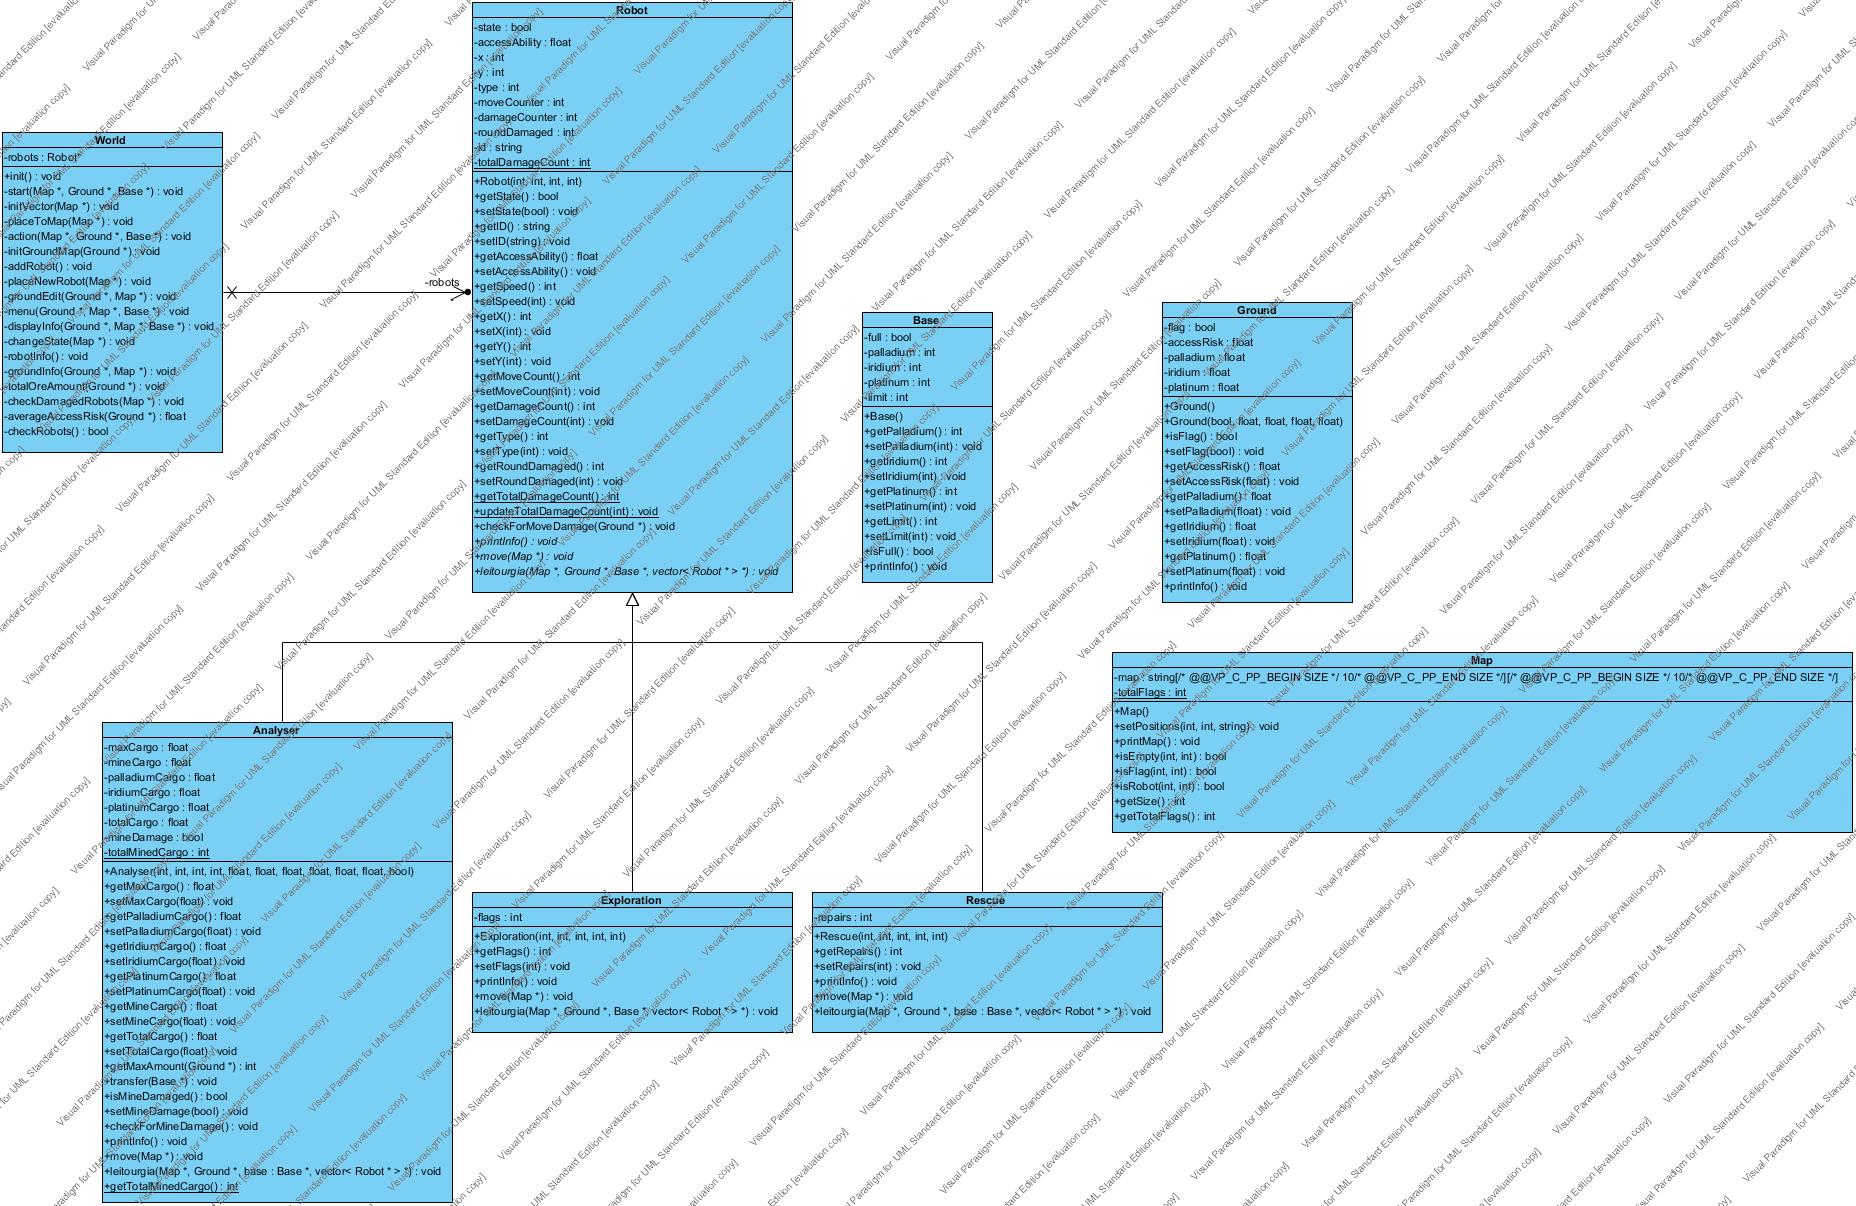 Robot
-state : bool
-accessAbility : float
-x : int
-y : int
-type : int
-moveCounter : int
-damageCounter : int
-roundDamaged : int
-id : string
-totalDamageCount : int
+Robot(int, int, int, int)
+getState() : bool
+setState(bool) : void
+getID() : string
+setID(string) : void
+getAccessAbility() : float
+setAccessAbility() : void
+getSpeed() : int
+setSpeed(int) : void
+getX() : int
+setX(int) : void
+getY() : int
+setY(int) : void
+getMoveCount() : int
+setMoveCount(int) : void
+getDamageCount() : int
+setDamageCount(int) : void
+getType() : int
+setType(int) : void
+getRoundDamaged() : int
+setRoundDamaged(int) : void
+getTotalDamageCount() : int
+updateTotalDamageCount(int) : void
+checkForMoveDamage(Ground *) : void
+printInfo() : void
+move(Map *) : void
+leitourgia(Map *, Ground *, Base *, vector< Robot * > *) : void
World
-robots : Robot*
+init() : void
-start(Map *, Ground *, Base *) : void
-initVector(Map *) : void
-placeToMap(Map *) : void
-action(Map *, Ground *, Base *) : void
-initGroundMap(Ground *) : void
-addRobot() : void
-placeNewRobot(Map *) : void
-groundEdit(Ground *, Map *) : void
-menu(Ground *, Map *, Base *) : void
-displayInfo(Ground *, Map *, Base *) : void
-changeState(Map *) : void
-robotInfo() : void
-groundInfo(Ground *, Map *) : void
-totalOreAmount(Ground *) : void
-checkDamagedRobots(Map *) : void
-averageAccessRisk(Ground *) : float
-checkRobots() : bool
-robots
Base
-full : bool
-palladium : int
-iridium : int
-platinum : int
-limit : int
+Base()
+getPalladium() : int
+setPalladium(int) : void
+getIridium() : int
+setIridium(int) : void
+getPlatinum() : int
+setPlatinum(int) : void
+getLimit() : int
+setLimit(int) : void
+isFull() : bool
+printInfo() : void
Ground
-flag : bool
-accessRisk : float
-palladium : float
-iridium : float
-platinum : float
+Ground()
+Ground(bool, float, float, float, float)
+isFlag() : bool
+setFlag(bool) : void
+getAccessRisk() : float
+setAccessRisk(float) : void
+getPalladium() : float
+setPalladium(float) : void
+getIridium() : float
+setIridium(float) : void
+getPlatinum() : float
+setPlatinum(float) : void
+printInfo() : void
Map
-map : string[/* @@VP_C_PP_BEGIN SIZE */ 10/* @@VP_C_PP_END SIZE */][/* @@VP_C_PP_BEGIN SIZE */ 10/* @@VP_C_PP_END SIZE */]
-totalFlags : int
+Map()
+setPositions(int, int, string) : void
+printMap() : void
+isEmpty(int, int) : bool
+isFlag(int, int) : bool
+isRobot(int, int) : bool
+getSize() : int
+getTotalFlags() : int
Analyser
-maxCargo : float
-mineCargo : float
-palladiumCargo : float
-iridiumCargo : float
-platinumCargo : float
-totalCargo : float
-mineDamage : bool
-totalMinedCargo : int
+Analyser(int, int, int, int, float, float, float, float, float, float, bool)
+getMaxCargo() : float
+setMaxCargo(float) : void
+getPalladiumCargo() : float
+setPalladiumCargo(float) : void
+getIridiumCargo() : float
+setIridiumCargo(float) : void
+getPlatinumCargo() : float
+setPlatinumCargo(float) : void
+getMineCargo() : float
+setMineCargo(float) : void
+getTotalCargo() : float
+setTotalCargo(float) : void
+getMaxAmount(Ground *) : int
+transfer(Base *) : void
+isMineDamaged() : bool
+setMineDamage(bool) : void
+checkForMineDamage() : void
+printInfo() : void
+move(Map *) : void
+leitourgia(Map *, Ground *, base : Base *, vector< Robot * > *) : void
+getTotalMinedCargo() : int
Exploration
-flags : int
+Exploration(int, int, int, int, int)
+getFlags() : int
+setFlags(int) : void
+printInfo() : void
+move(Map *) : void
+leitourgia(Map *, Ground *, Base *, vector< Robot * > *) : void
Rescue
-repairs : int
+Rescue(int, int, int, int, int)
+getRepairs() : int
+setRepairs(int) : void
+printInfo() : void
+move(Map *) : void
+leitourgia(Map *, Ground *, base : Base *, vector< Robot * > *) : void
Visual Paradigm for UML Standard Edition [evaluation copy]